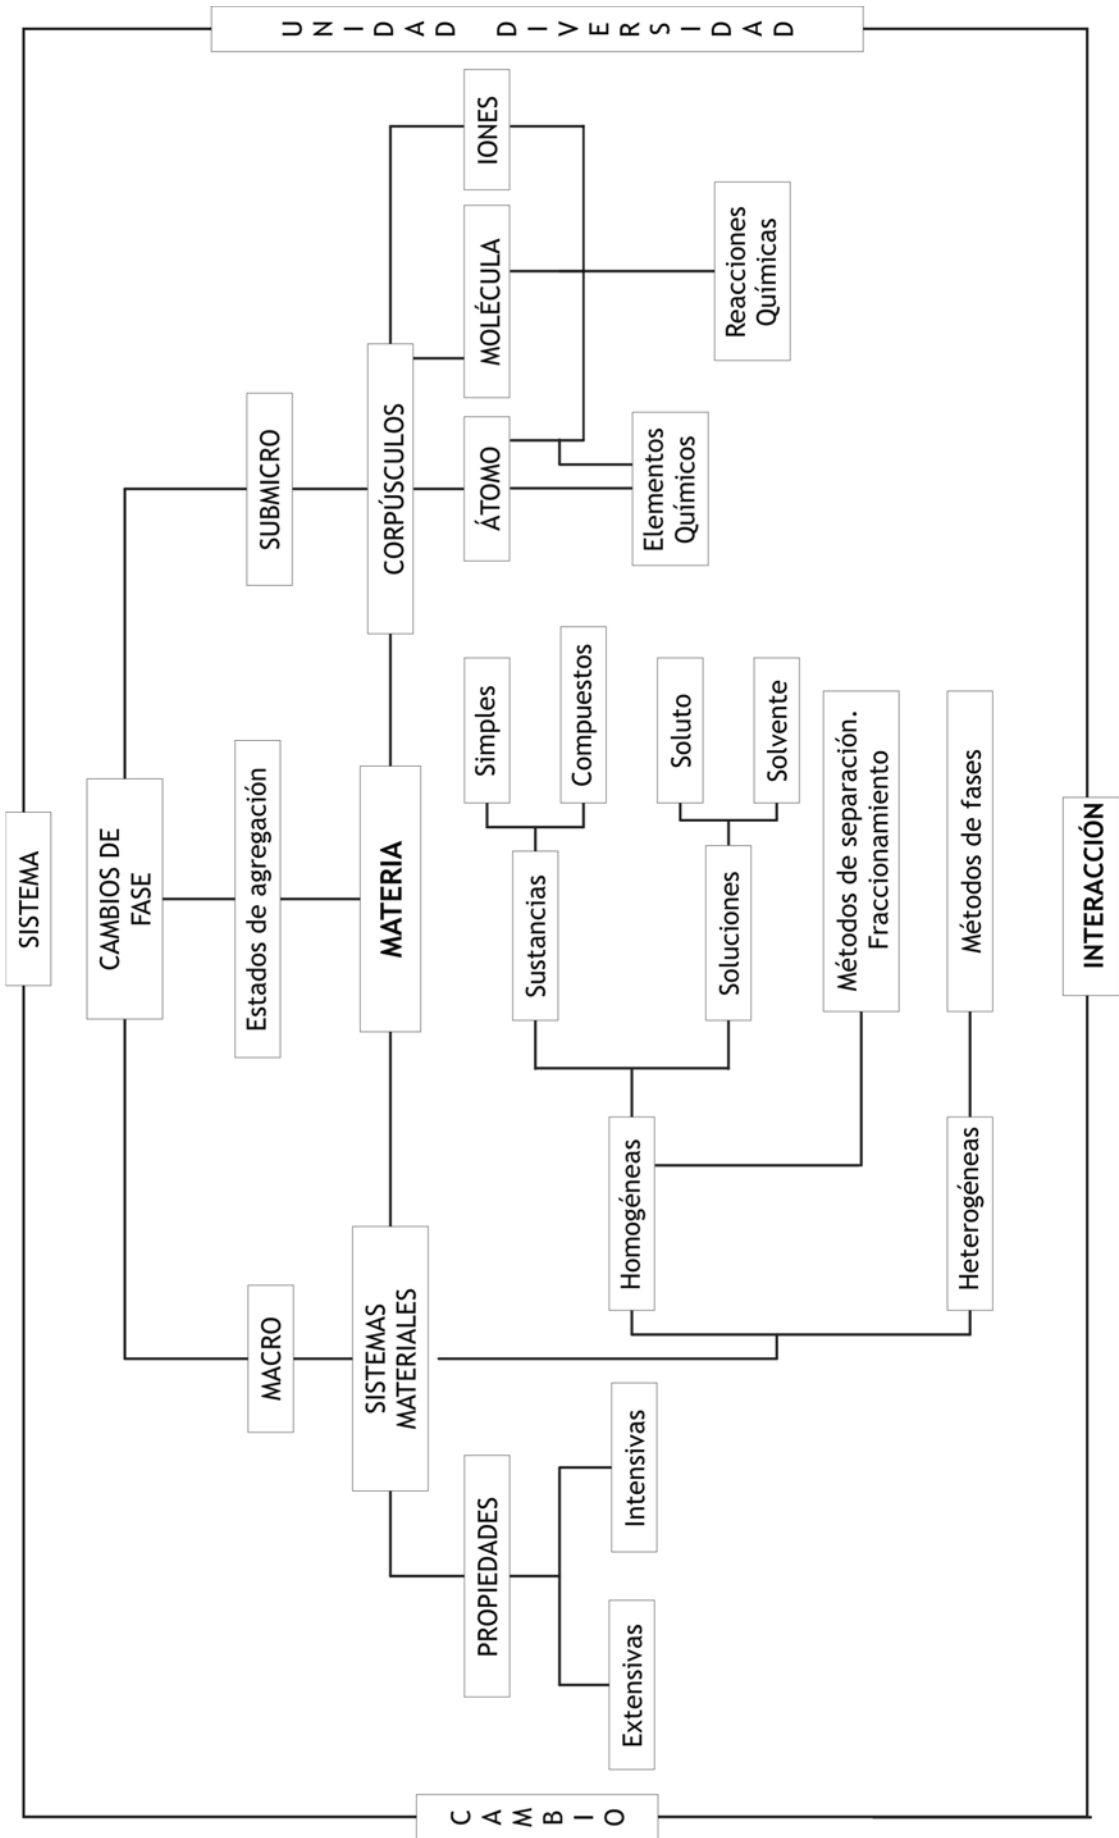 SISTEMA
CAMBIO
UNIDAD DIVERSIDAD
CAMBIOS DE
FASE
MACRO
Estados de agregación
SUBMICRO
SISTEMAS
MATERIALES
MATERIA
CORPÚSCULOS
PROPIEDADES
Extensivas
Intensivas
Sustancias
Simples
Compuestos
ÁTOMO
MOLÉCULA
IONES
Homogéneas
Soluciones
Soluto
Solvente
Elementos
Químicos
Reacciones
Químicas
Métodos de separación.
Fraccionamiento
Heterogéneas
Métodos de fases
INTERACCIÓN